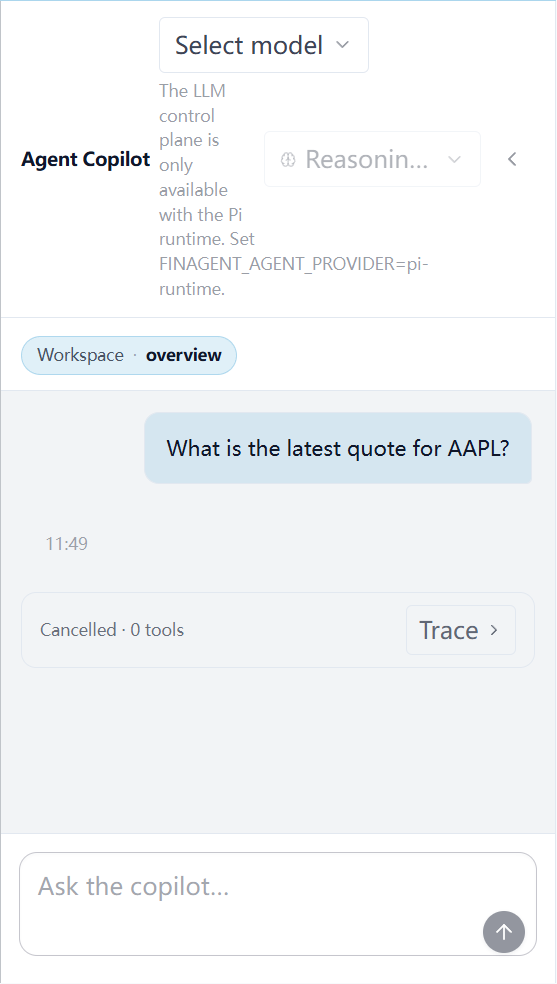 Select model
The LLM
control
plane is
only
available
with the Pi
runtime. Set
FINAGENT_AGENT_PROVIDER=pi-
runtime.
Agent Copilot
Reasonin...
Workspace · overview
What is the latest quote for AAPL?
11:49
Cancelled · 0 tools
Trace
Ask the copilot...